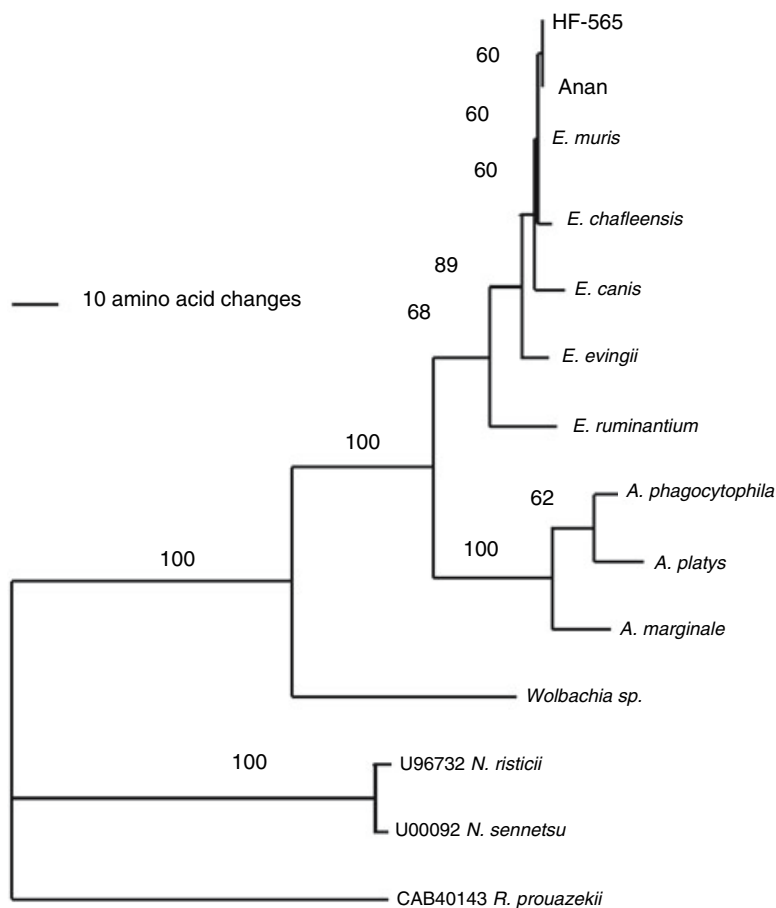 HF-565
60
Anan
60
E. muris
60
E. chafleensis
89
E. canis
10 amino acid changes
68
E. evingii
E. ruminantium
100
A. phagocytophila
62
100
A. platys
100
A. marginale
Wolbachia sp.
100
U96732 N. risticii
U00092 N. sennetsu
CAB40143 R. prouazekii